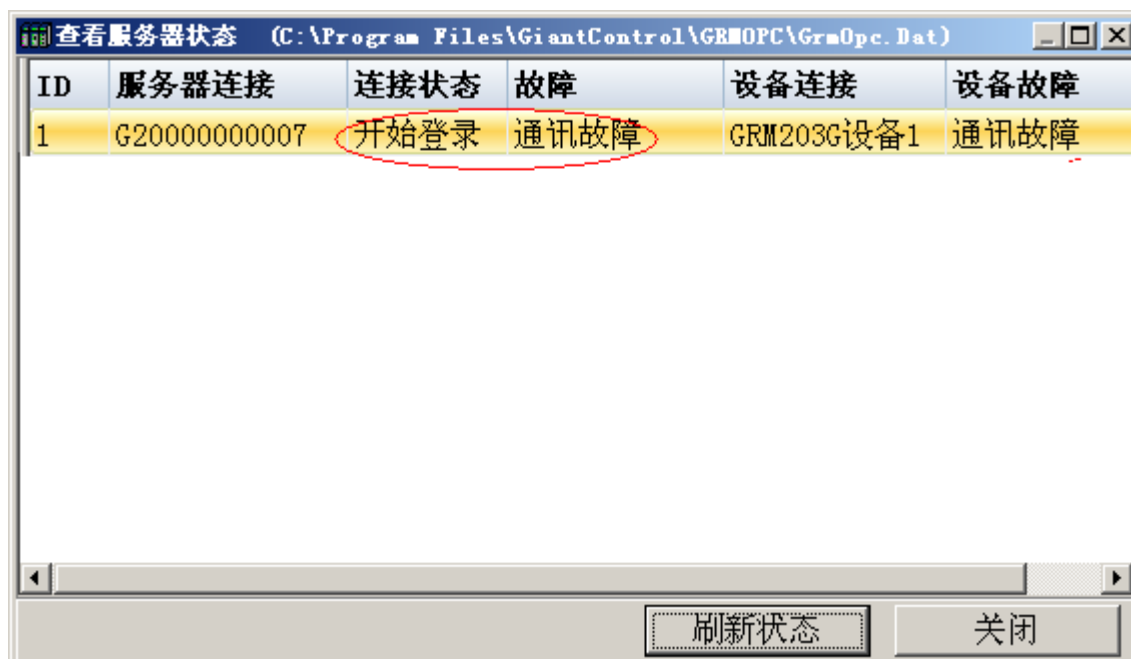 查看服务器状态 (C:\Program Files\GiantControl\GRMOPC\GrmOpc.Dat)
ID 服务器连接 连接状态 故障 设备连接 设备故障
1 G20000000007 开始登录 通讯故障 GRM203G设备1 通讯故障
刷新状态 关闭